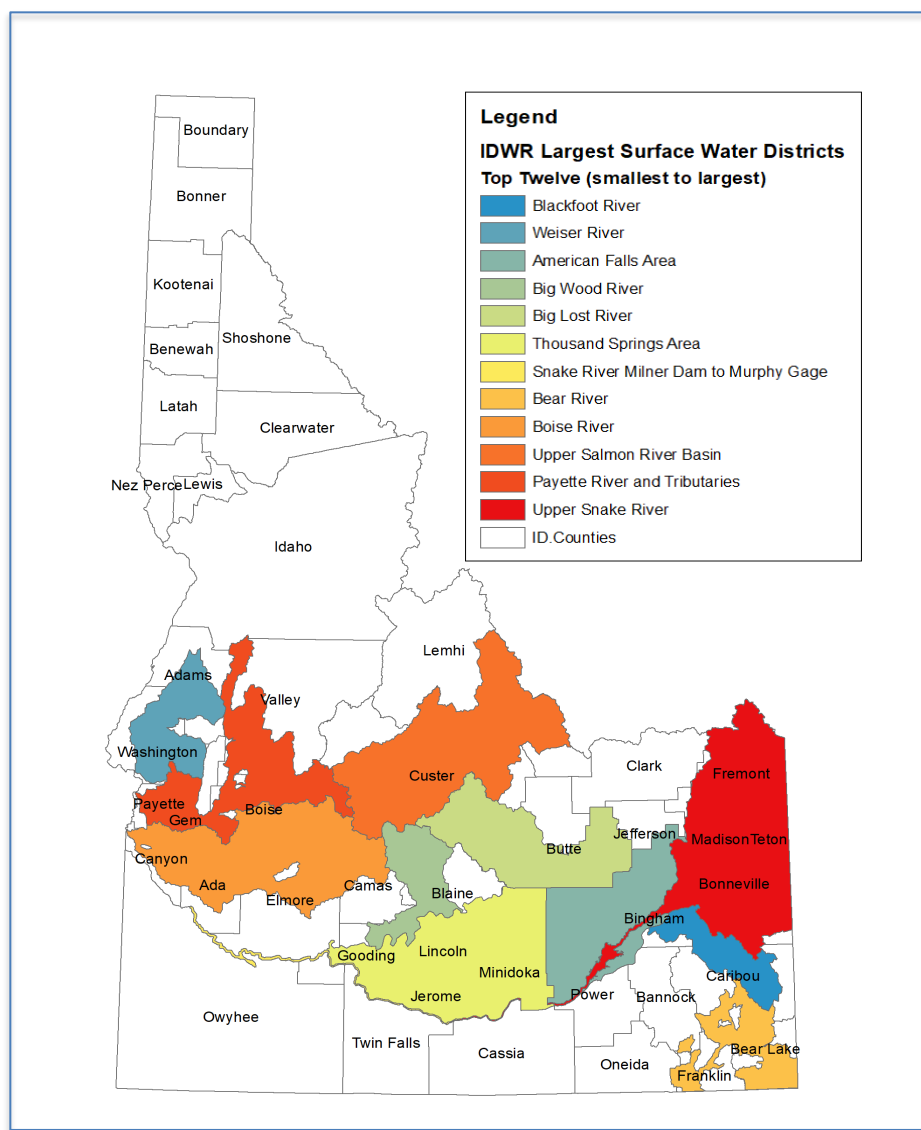 Legend
IDWR Largest Surface Water Districts
Top Twelve (smallest to largest)
Blackfoot River
Weiser River
American Falls Area
Big Wood River
Big Lost River
Thousand Springs Area
Snake River Milner Dam to Murphy Gage
Bear River
Boise River
Upper Salmon River Basin
Payette River and Tributaries
Upper Snake River
ID.Counties
Boundary
Bonner
Kootenai
Shoshone
Benewah
Latah
Clearwater
Nez Perce
Lewis
Idaho
Lemhi
Adams
Valley
Washington
Custer
Clark
Fremont
Payette
Boise
Gem
Jefferson
Madison
Teton
Butte
Canyon
Ada
Camas
Blaine
Bonneville
Elmore
Bingham
Gooding
Lincoln
Minidoka
Caribou
Jerome
Power
Bannock
Owyhee
Twin Falls
Cassia
Oneida
Bear Lake
Franklin